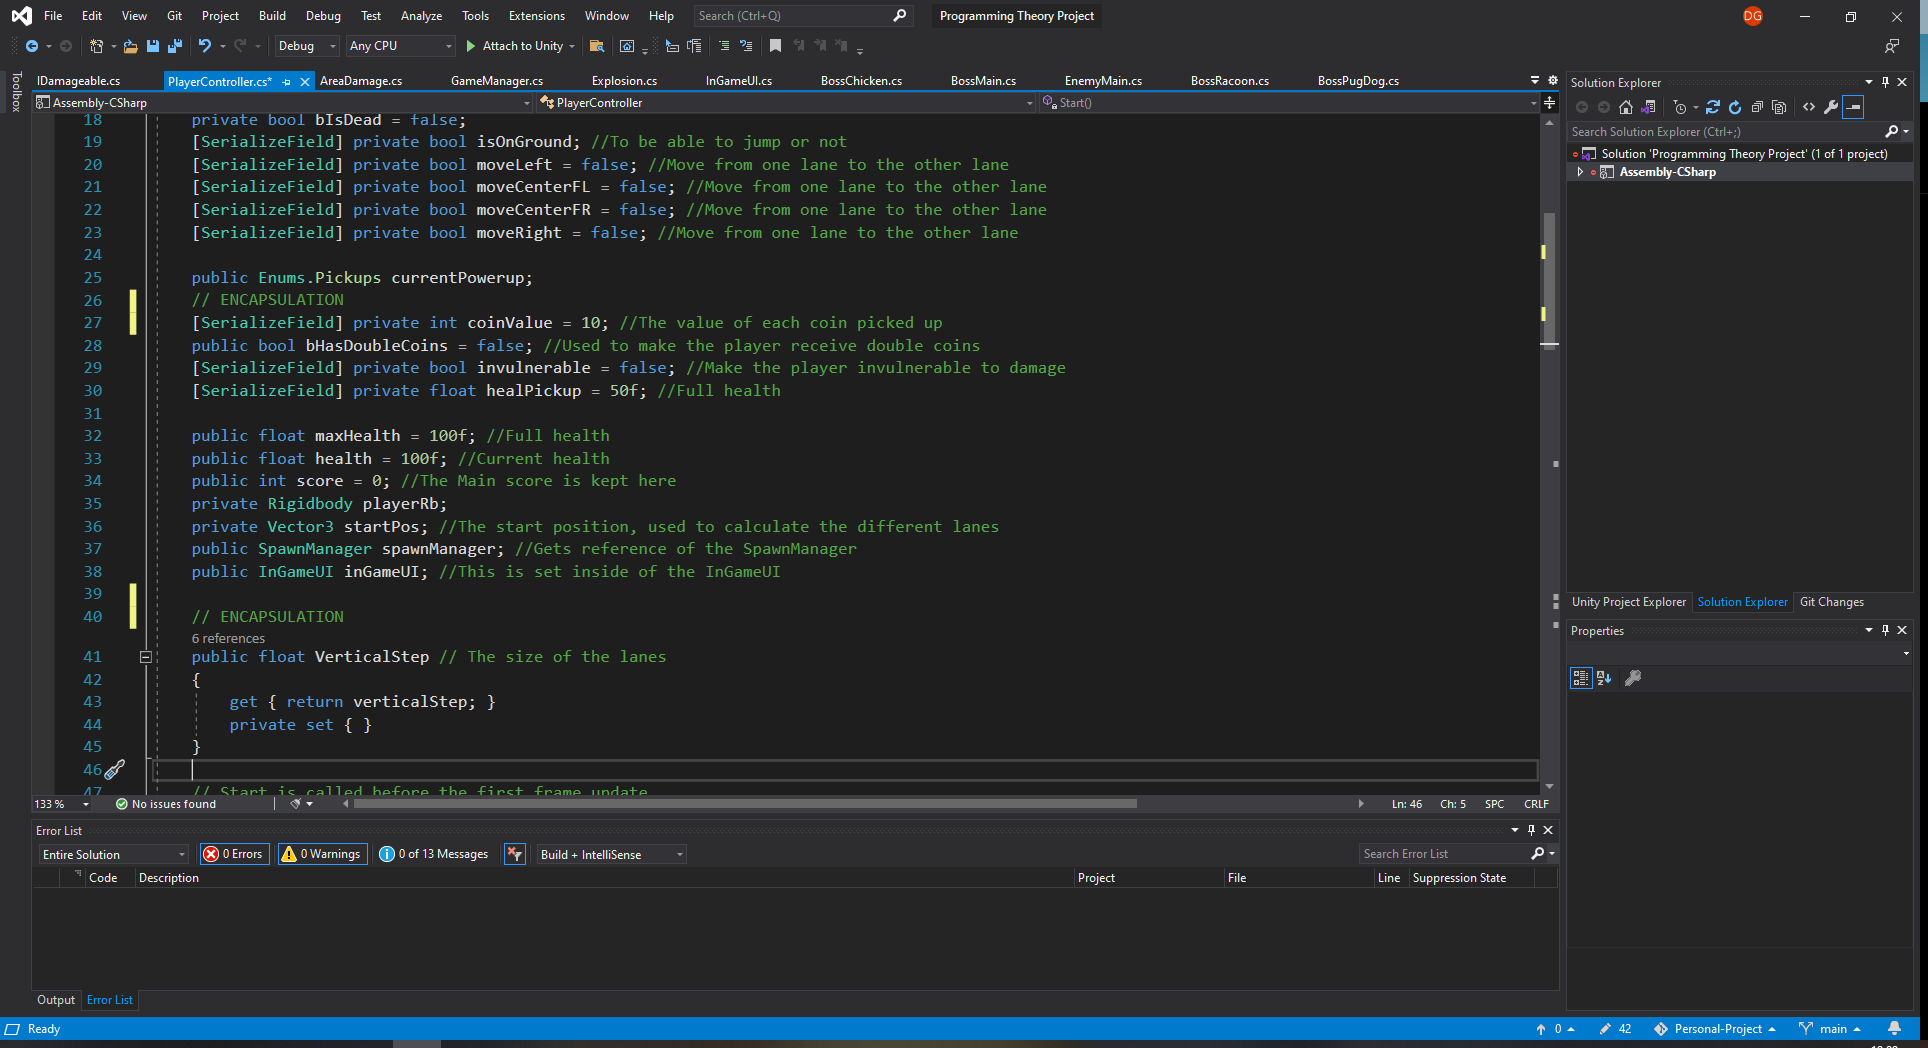 File Edit View Git Project Build Debug Test Analyze Tools Extensions Window Help Search (Ctrl+Q) Programming Theory Project DG
Debug Any CPU Attach to Unity
Toolbox
IDamageable.cs PlayerController.cs* AreaDamage.cs GameManager.cs Explosion.cs InGameUI.cs BossChicken.cs BossMain.cs EnemyMain.cs BossRacoon.cs BossPugDog.cs
Assembly-CSharp PlayerController Start()
18 private bool bIsDead = false;
19 [SerializeField] private bool isOnGround; //To be able to jump or not
20 [SerializeField] private bool moveLeft = false; //Move from one lane to the other lane
21 [SerializeField] private bool moveCenterFL = false; //Move from one lane to the other lane
22 [SerializeField] private bool moveCenterFR = false; //Move from one lane to the other lane
23 [SerializeField] private bool moveRight = false; //Move from one lane to the other lane
24
25 public Enums.Pickups currentPowerup;
26 // ENCAPSULATION
27 [SerializeField] private int coinValue = 10; //The value of each coin picked up
28 public bool bHasDoubleCoins = false; //Used to make the player receive double coins
29 [SerializeField] private bool invulnerable = false; //Make the player invulnerable to damage
30 [SerializeField] private float healPickup = 50f; //Full health
31
32 public float maxHealth = 100f; //Full health
33 public float health = 100f; //Current health
34 public int score = 0; //The Main score is kept here
35 private Rigidbody playerRb;
36 private Vector3 startPos; //The start position, used to calculate the different lanes
37 public SpawnManager spawnManager; //Gets reference of the SpawnManager
38 public InGameUI inGameUI; //This is set inside of the InGameUI
39
40 // ENCAPSULATION
6 references
41 public float VerticalStep // The size of the lanes
42 {
43 get { return verticalStep; }
44 private set { }
45 }
46
47 // Start is called before the first frame update
133 % No issues found Ln: 46 Ch: 5 SPC CRLF
Error List
Entire Solution 0 Errors 0 Warnings 0 of 13 Messages Build + IntelliSense Search Error List
Code Description Project File Line Suppression State
Output Error List
Solution Explorer
Search Solution Explorer (Ctrl+;)
Solution 'Programming Theory Project' (1 of 1 project)
Assembly-CSharp
Unity Project Explorer Solution Explorer Git Changes
Properties
Ready 0 42 Personal-Project main